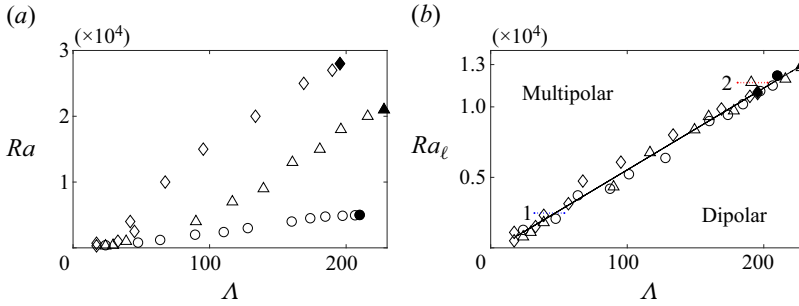 (a)
(×10⁴)
3
2
1
0
100
200
Ra
Λ
(b)
(×10⁴)
1.3
1.0
0.5
0
100
200
Ra_ℓ
Λ
Multipolar
Dipolar
1
2